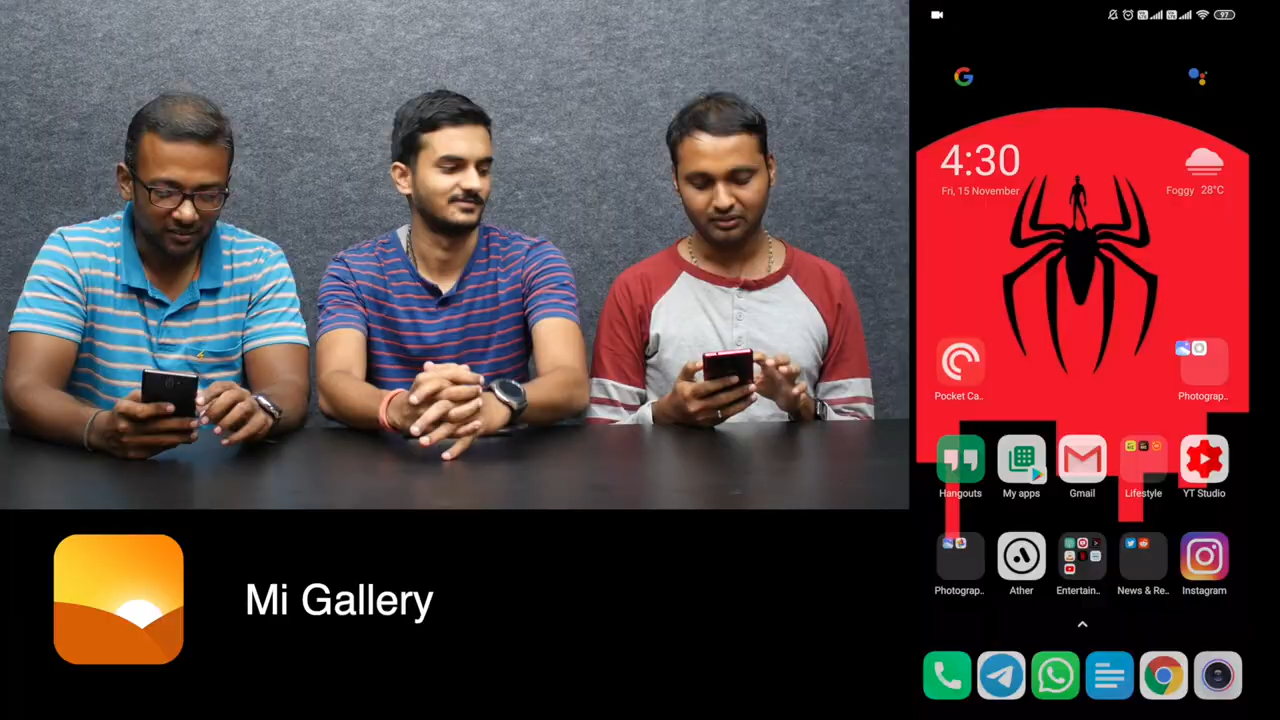 97
4:30
Fri, 15 November
Foggy 28°C
Pocket Ca..
Photograp..
Hangouts
My apps
Gmail
Lifestyle
YT Studio
Photograp..
Ather
Entertain..
News & Re..
Instagram
Mi Gallery